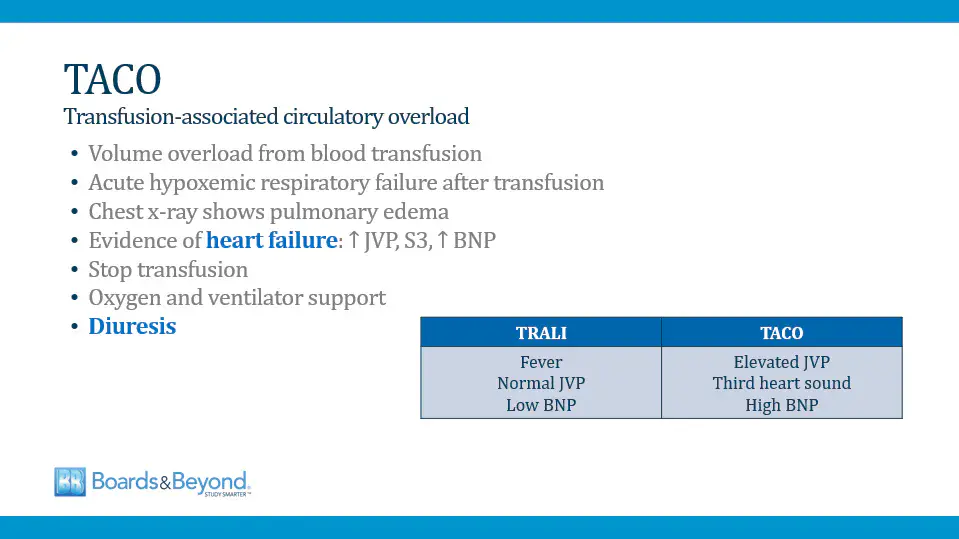 TACO
Transfusion-associated circulatory overload
• Volume overload from blood transfusion
• Acute hypoxemic respiratory failure after transfusion
• Chest x-ray shows pulmonary edema
• Evidence of heart failure: ↑JVP, S3, ↑BNP
• Stop transfusion
• Oxygen and ventilator support
• Diuresis
TRALI TACO
Fever Elevated JVP
Normal JVP Third heart sound
Low BNP High BNP
BB Boards&Beyond®
STUDY SMARTER™